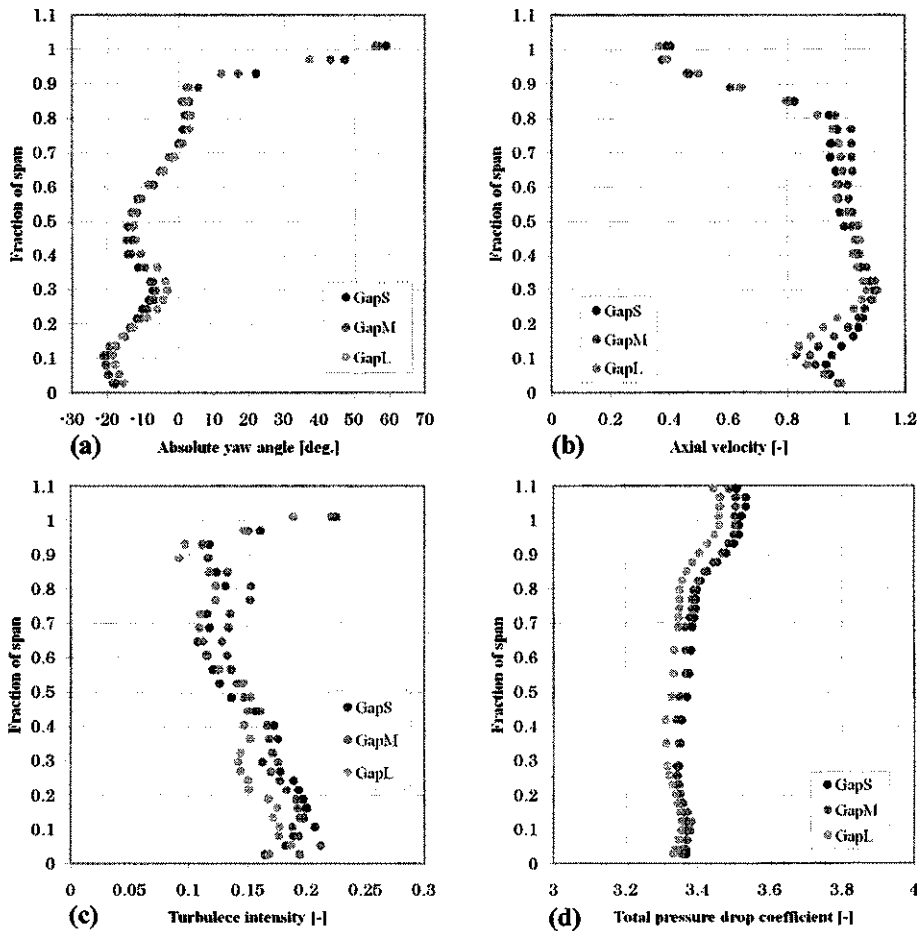 1.1
1
0.9
0.8
0.7
0.6
0.5
0.4
0.3
0.2
0.1
0
Fraction of span
GapS
GapM
GapL
-30 -20 -10 0 10 20 30 40 50 60 70
(a) Absolute yaw angle [deg.]
1.1
1
0.9
0.8
0.7
0.6
0.5
0.4
0.3
0.2
0.1
0
Fraction of span
GapS
GapM
GapL
0 0.2 0.4 0.6 0.8 1 1.2
(b) Axial velocity [-]
1.1
1
0.9
0.8
0.7
0.6
0.5
0.4
0.3
0.2
0.1
0
Fraction of span
GapS
GapM
GapL
0 0.05 0.1 0.15 0.2 0.25 0.3
(c) Turbulece intensity [-]
1.1
1
0.9
0.8
0.7
0.6
0.5
0.4
0.3
0.2
0.1
0
Fraction of span
GapS
GapM
GapL
3 3.2 3.4 3.6 3.8 4
(d) Total pressure drop coefficient [-]